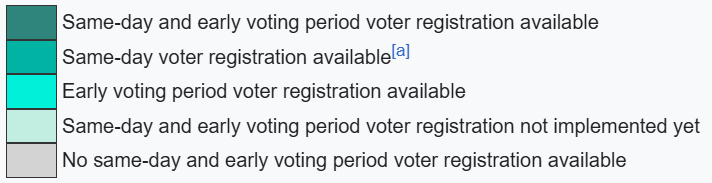 Same-day and early voting period voter registration available
Same-day voter registration available[a]
Early voting period voter registration available
Same-day and early voting period voter registration not implemented yet
No same-day and early voting period voter registration available